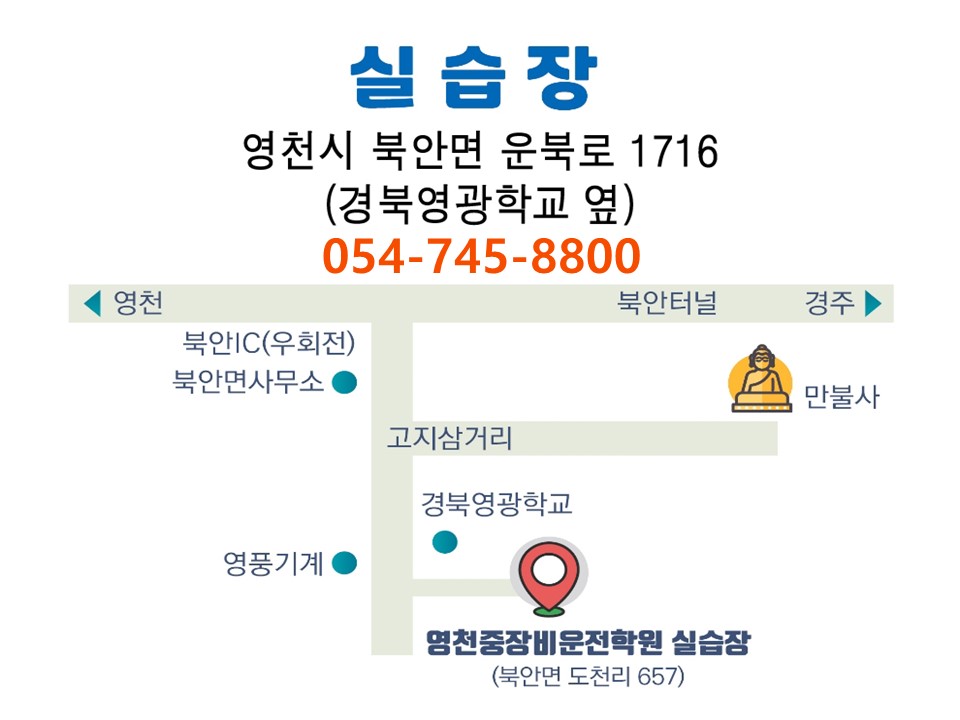 실습장
영천시 북안면 운북로 1716
(경북영광학교 옆)
054-745-8800
영천
북안터널
경주
북안IC(우회전)
북안면사무소
만불사
고지삼거리
경북영광학교
영풍기계
영천중장비운전학원 실습장
(북안면 도천리 657)